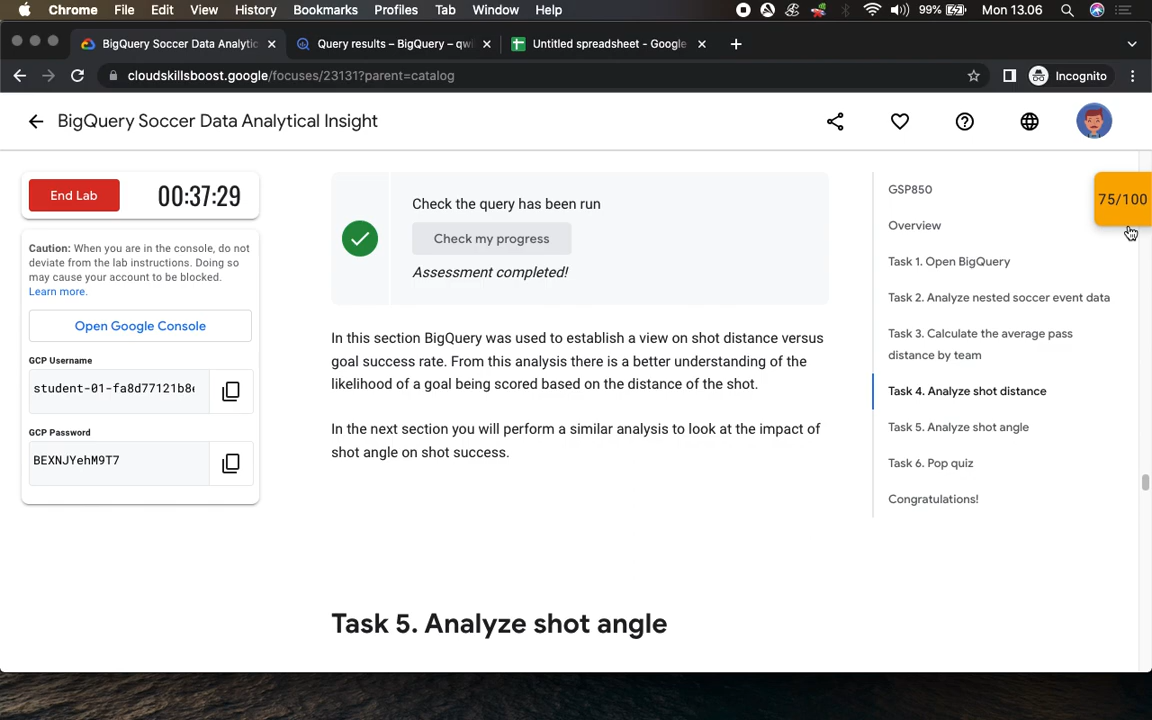 Chrome File Edit View History Bookmarks Profiles Tab Window Help 99% Mon 13.06
BigQuery Soccer Data Analytic
Query results – BigQuery – qwi
Untitled spreadsheet - Google
cloudskillsboost.google/focuses/23131?parent=catalog
Incognito
BigQuery Soccer Data Analytical Insight
End Lab
00:37:29
Caution: When you are in the console, do not
deviate from the lab instructions. Doing so
may cause your account to be blocked.
Learn more.
Open Google Console
GCP Username
student-01-fa8d77121b8e
GCP Password
BEXNJYehM9T7
Check the query has been run
Check my progress
Assessment completed!
In this section BigQuery was used to establish a view on shot distance versus
goal success rate. From this analysis there is a better understanding of the
likelihood of a goal being scored based on the distance of the shot.
In the next section you will perform a similar analysis to look at the impact of
shot angle on shot success.
Task 5. Analyze shot angle
GSP850
Overview
Task 1. Open BigQuery
Task 2. Analyze nested soccer event data
Task 3. Calculate the average pass
distance by team
Task 4. Analyze shot distance
Task 5. Analyze shot angle
Task 6. Pop quiz
Congratulations!
75/100